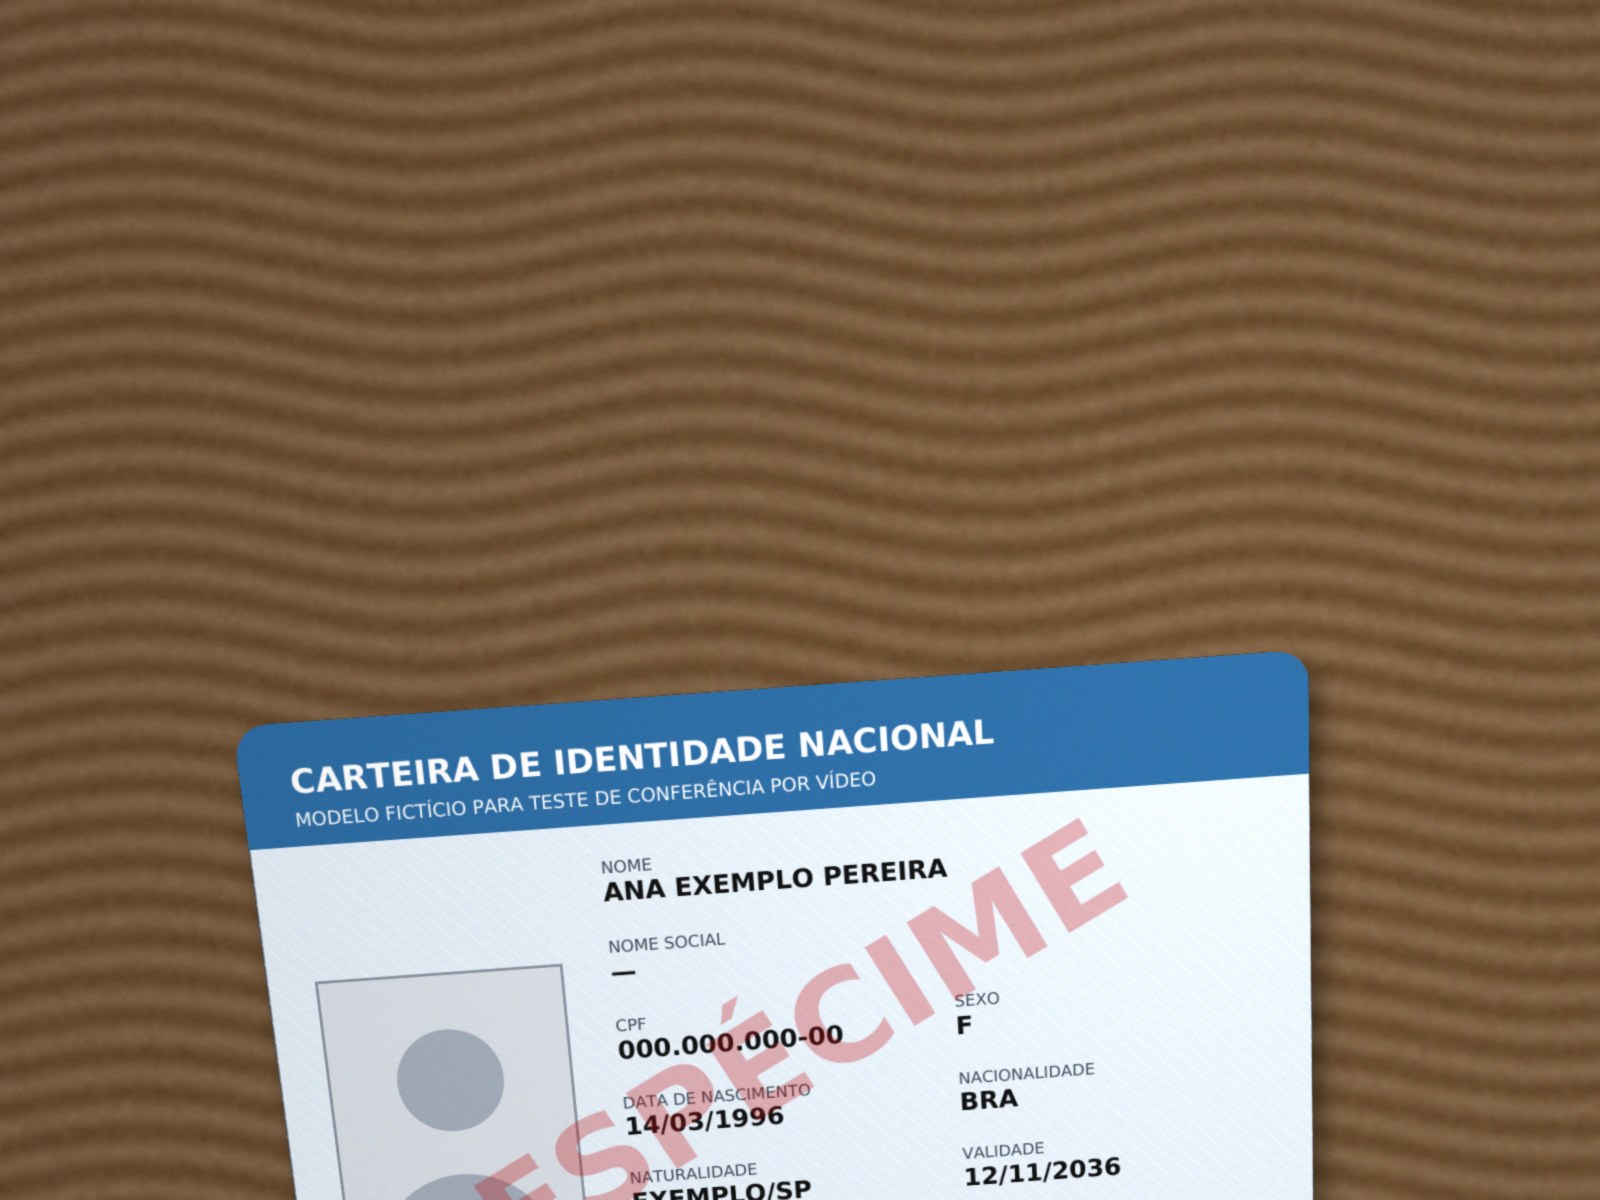 CARTEIRA DE IDENTIDADE NACIONAL
MODELO FICTÍCIO PARA TESTE DE CONFERÊNCIA POR VÍDEO
NOME
ANA EXEMPLO PEREIRA
NOME SOCIAL
—
CPF
000.000.000-00
SEXO
F
DATA DE NASCIMENTO
14/03/1996
NACIONALIDADE
BRA
NATURALIDADE
EXEMPLO/SP
VALIDADE
12/11/2036
ESPÉCIME